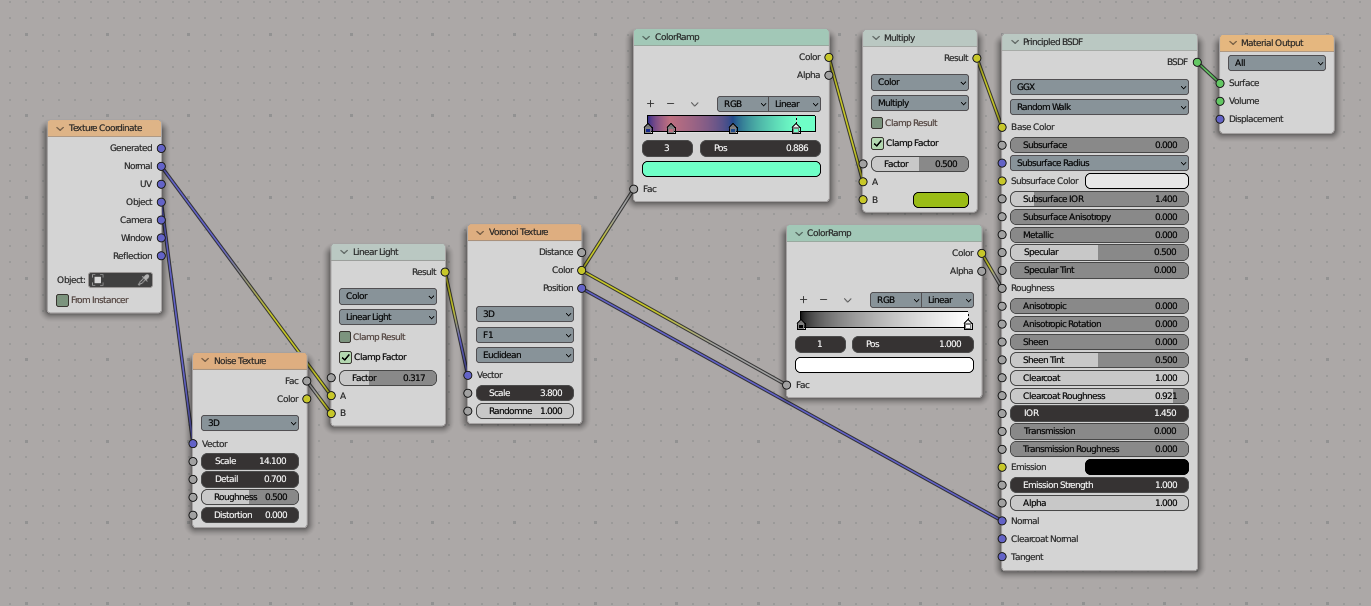 Texture Coordinate
Generated
Normal
UV
Object
Camera
Window
Reflection
Object:
From Instancer
Noise Texture
Fac
Color
3D
Vector
Scale 14.100
Detail 0.700
Roughness 0.500
Distortion 0.000
Linear Light
Result
Color
Linear Light
Clamp Result
Clamp Factor
Factor 0.317
A
B
Voronoi Texture
Distance
Color
Position
3D
F1
Euclidean
Vector
Scale 3.800
Randomne 1.000
ColorRamp
Color
Alpha
+ − RGB Linear
3 Pos 0.886
Fac
Multiply
Result
Color
Multiply
Clamp Result
Clamp Factor
Factor 0.500
A
B
ColorRamp
Color
Alpha
+ − RGB Linear
1 Pos 1.000
Fac
Principled BSDF
BSDF
GGX
Random Walk
Base Color
Subsurface 0.000
Subsurface Radius
Subsurface Color
Subsurface IOR 1.400
Subsurface Anisotropy 0.000
Metallic 0.000
Specular 0.500
Specular Tint 0.000
Roughness
Anisotropic 0.000
Anisotropic Rotation 0.000
Sheen 0.000
Sheen Tint 0.500
Clearcoat 1.000
Clearcoat Roughness 0.921
IOR 1.450
Transmission 0.000
Transmission Roughness 0.000
Emission
Emission Strength 1.000
Alpha 1.000
Normal
Clearcoat Normal
Tangent
Material Output
All
Surface
Volume
Displacement